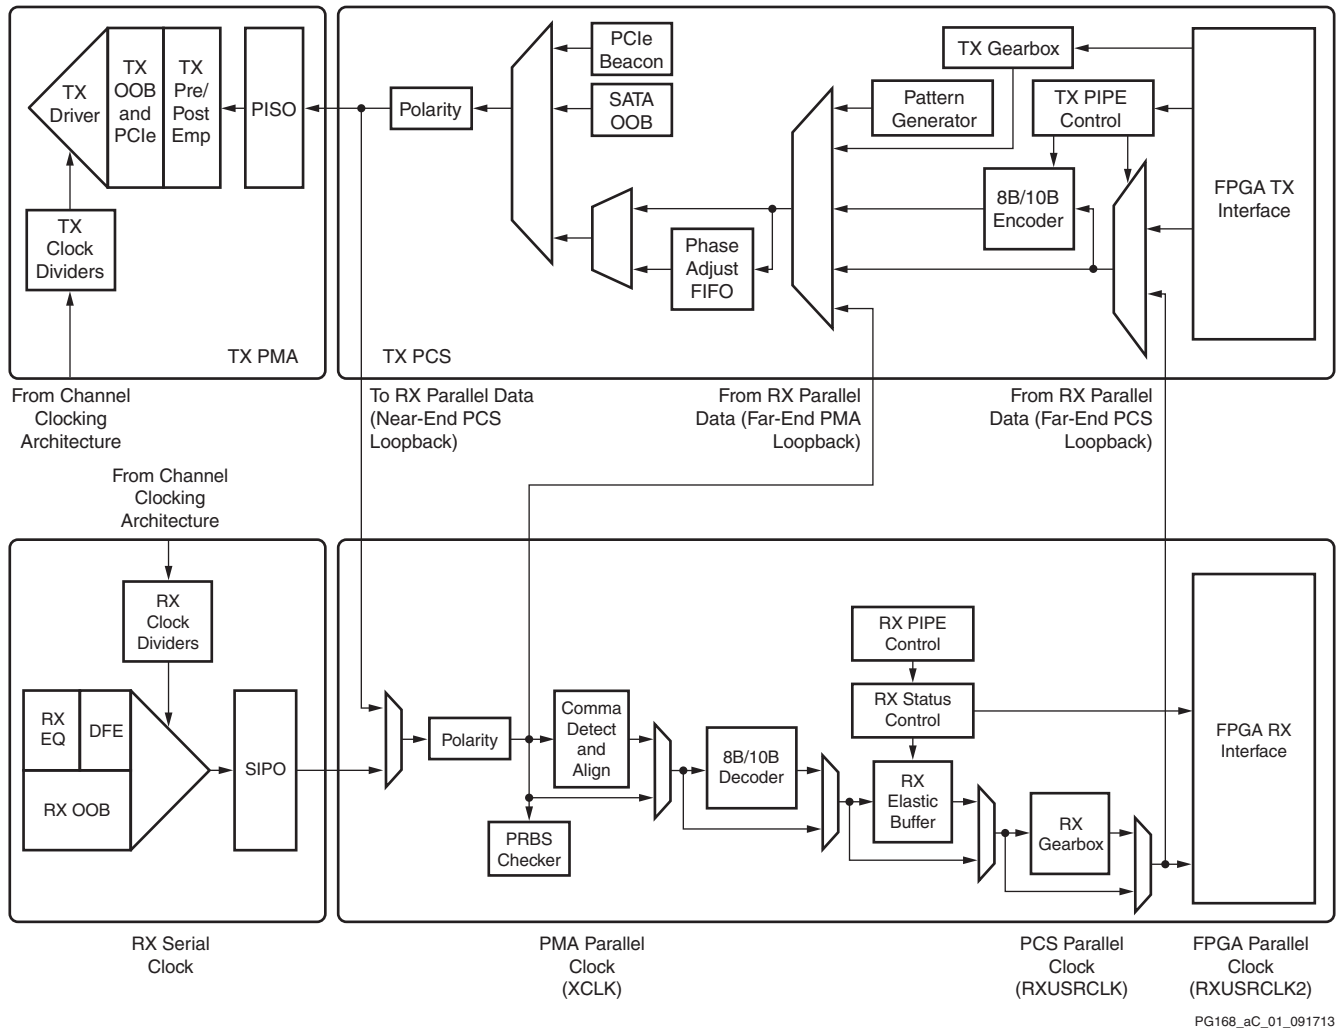 PCIe
Beacon
SATA
OOB
Polarity
PISO
TX
Pre/
Post
Emp
TX
OOB
and
PCIe
TX
Driver
TX
Clock
Dividers
TX PMA
TX PCS
TX Gearbox
Pattern
Generator
TX PIPE
Control
8B/10B
Encoder
Phase
Adjust
FIFO
FPGA TX
Interface
From Channel
Clocking
Architecture
To RX Parallel Data
(Near-End PCS
Loopback)
From RX Parallel
Data (Far-End PMA
Loopback)
From RX Parallel
Data (Far-End PCS
Loopback)
From Channel
Clocking
Architecture
RX
Clock
Dividers
RX
EQ
DFE
RX OOB
SIPO
Polarity
Comma
Detect
and
Align
PRBS
Checker
8B/10B
Decoder
RX PIPE
Control
RX Status
Control
RX
Elastic
Buffer
RX
Gearbox
FPGA RX
Interface
RX Serial
Clock
PMA Parallel
Clock
(XCLK)
PCS Parallel
Clock
(RXUSRCLK)
FPGA Parallel
Clock
(RXUSRCLK2)
PG168_aC_01_091713